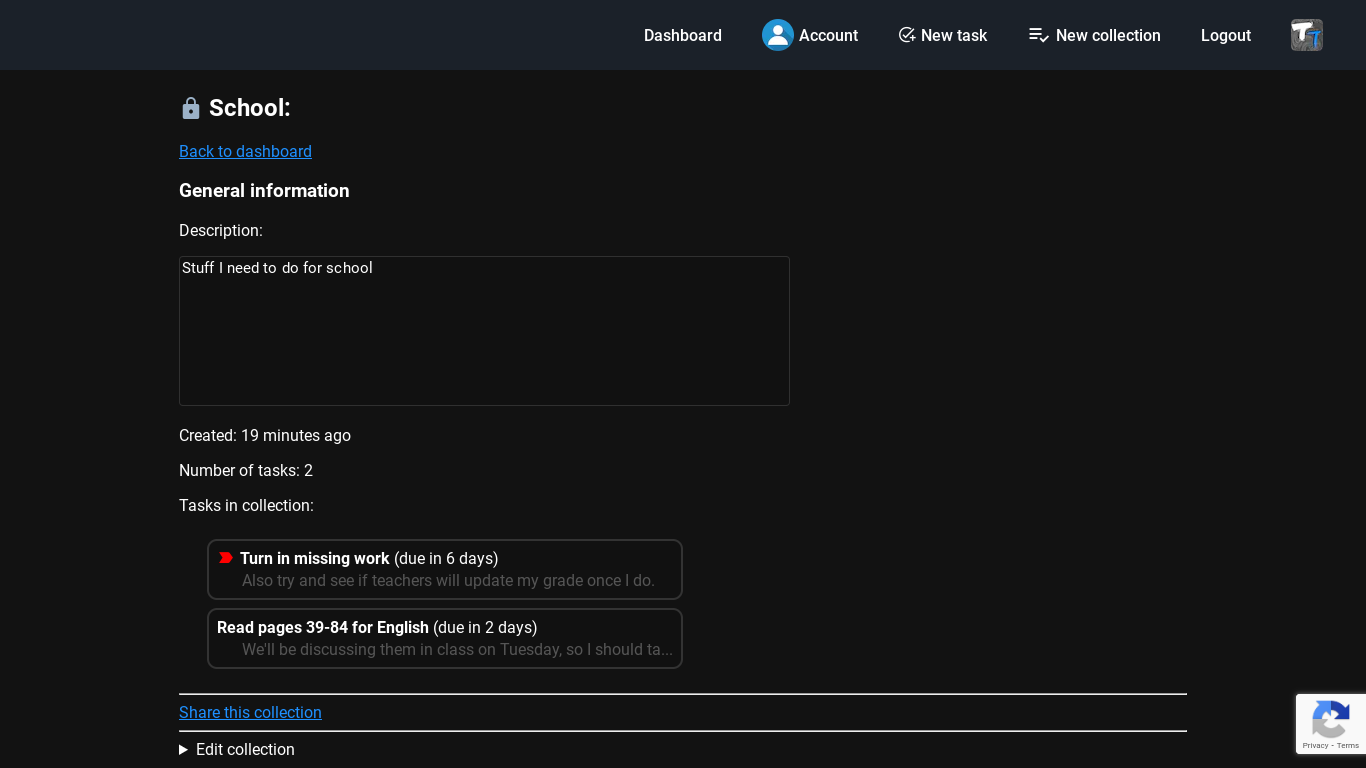 Dashboard Account New task New collection Logout TT
School:
Back to dashboard
General information
Description:
Stuff I need to do for school
Created: 19 minutes ago
Number of tasks: 2
Tasks in collection:
Turn in missing work (due in 6 days)
Also try and see if teachers will update my grade once I do.
Read pages 39-84 for English (due in 2 days)
We'll be discussing them in class on Tuesday, so I should ta...
Share this collection
Edit collection
Privacy - Terms